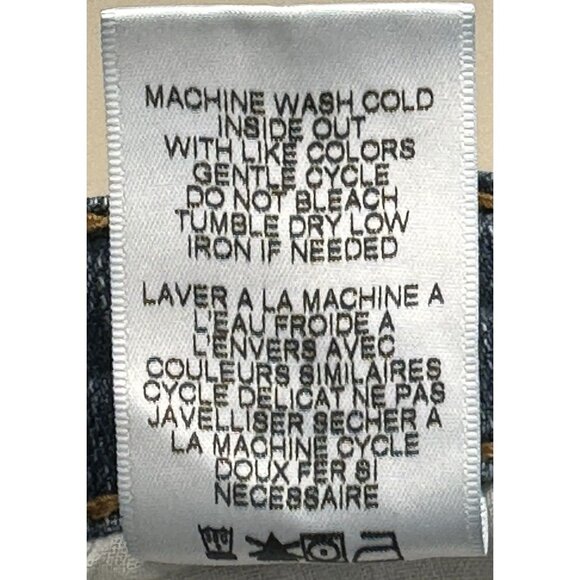 MACHINE WASH COLD
INSIDE OUT
WITH LIKE COLORS
GENTLE CYCLE
DO NOT BLEACH
TUMBLE DRY LOW
IRON IF NEEDED
LAVER A LA MACHINE A
L'EAU FROIDE A
L'ENVERS AVEC
COULEURS SIMILAIRES
CYCLE DELICAT NE PAS
JAVELLISER SECHER A
LA MACHINE CYCLE
DOUX FER SI
NECESSAIRE